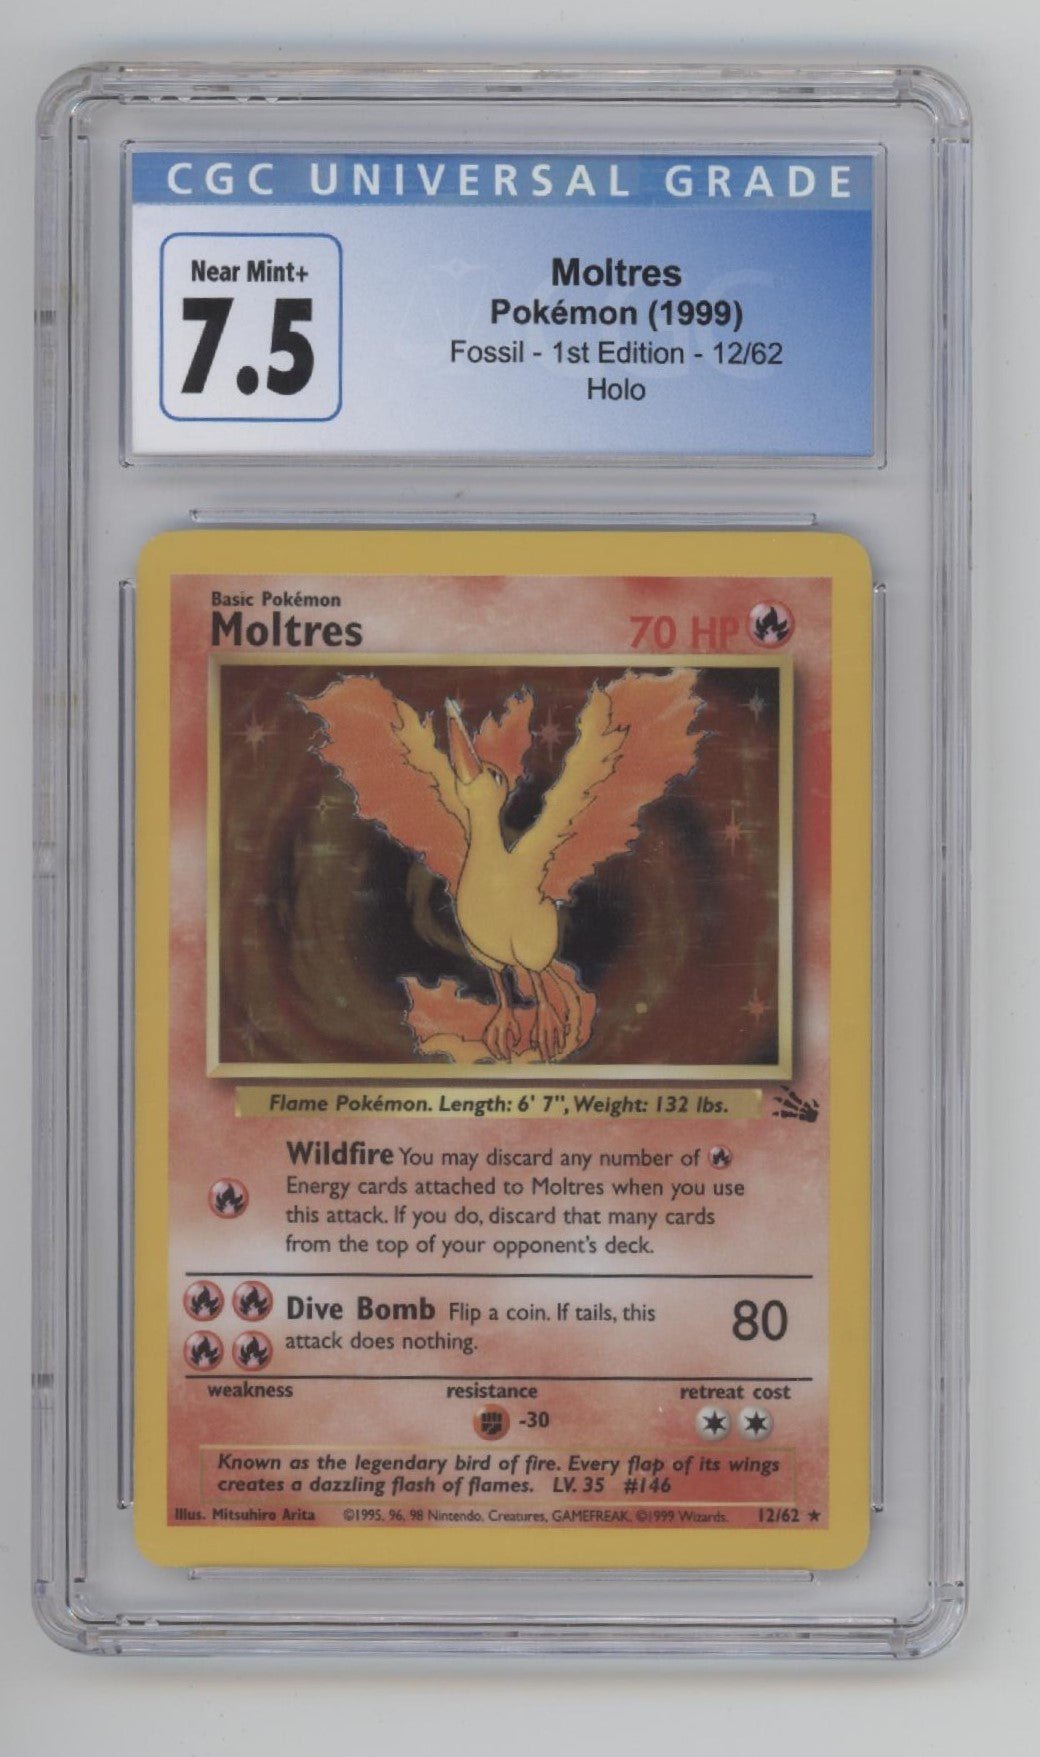 CGC UNIVERSAL GRADE
Near Mint+
7.5
Moltres
Pokémon (1999)
Fossil - 1st Edition - 12/62
Holo
Basic Pokémon
Moltres
70 HP
Flame Pokémon. Length: 6' 7", Weight: 132 lbs.
Wildfire You may discard any number of
Energy cards attached to Moltres when you use
this attack. If you do, discard that many cards
from the top of your opponent's deck.
Dive Bomb Flip a coin. If tails, this
attack does nothing.
80
weakness resistance retreat cost
-30
Known as the legendary bird of fire. Every flap of its wings
creates a dazzling flash of flames. LV. 35 #146
Illus. Mitsuhiro Arita ©1995, 96, 98 Nintendo, Creatures, GAMEFREAK, ©1999 Wizards. 12/62 ★